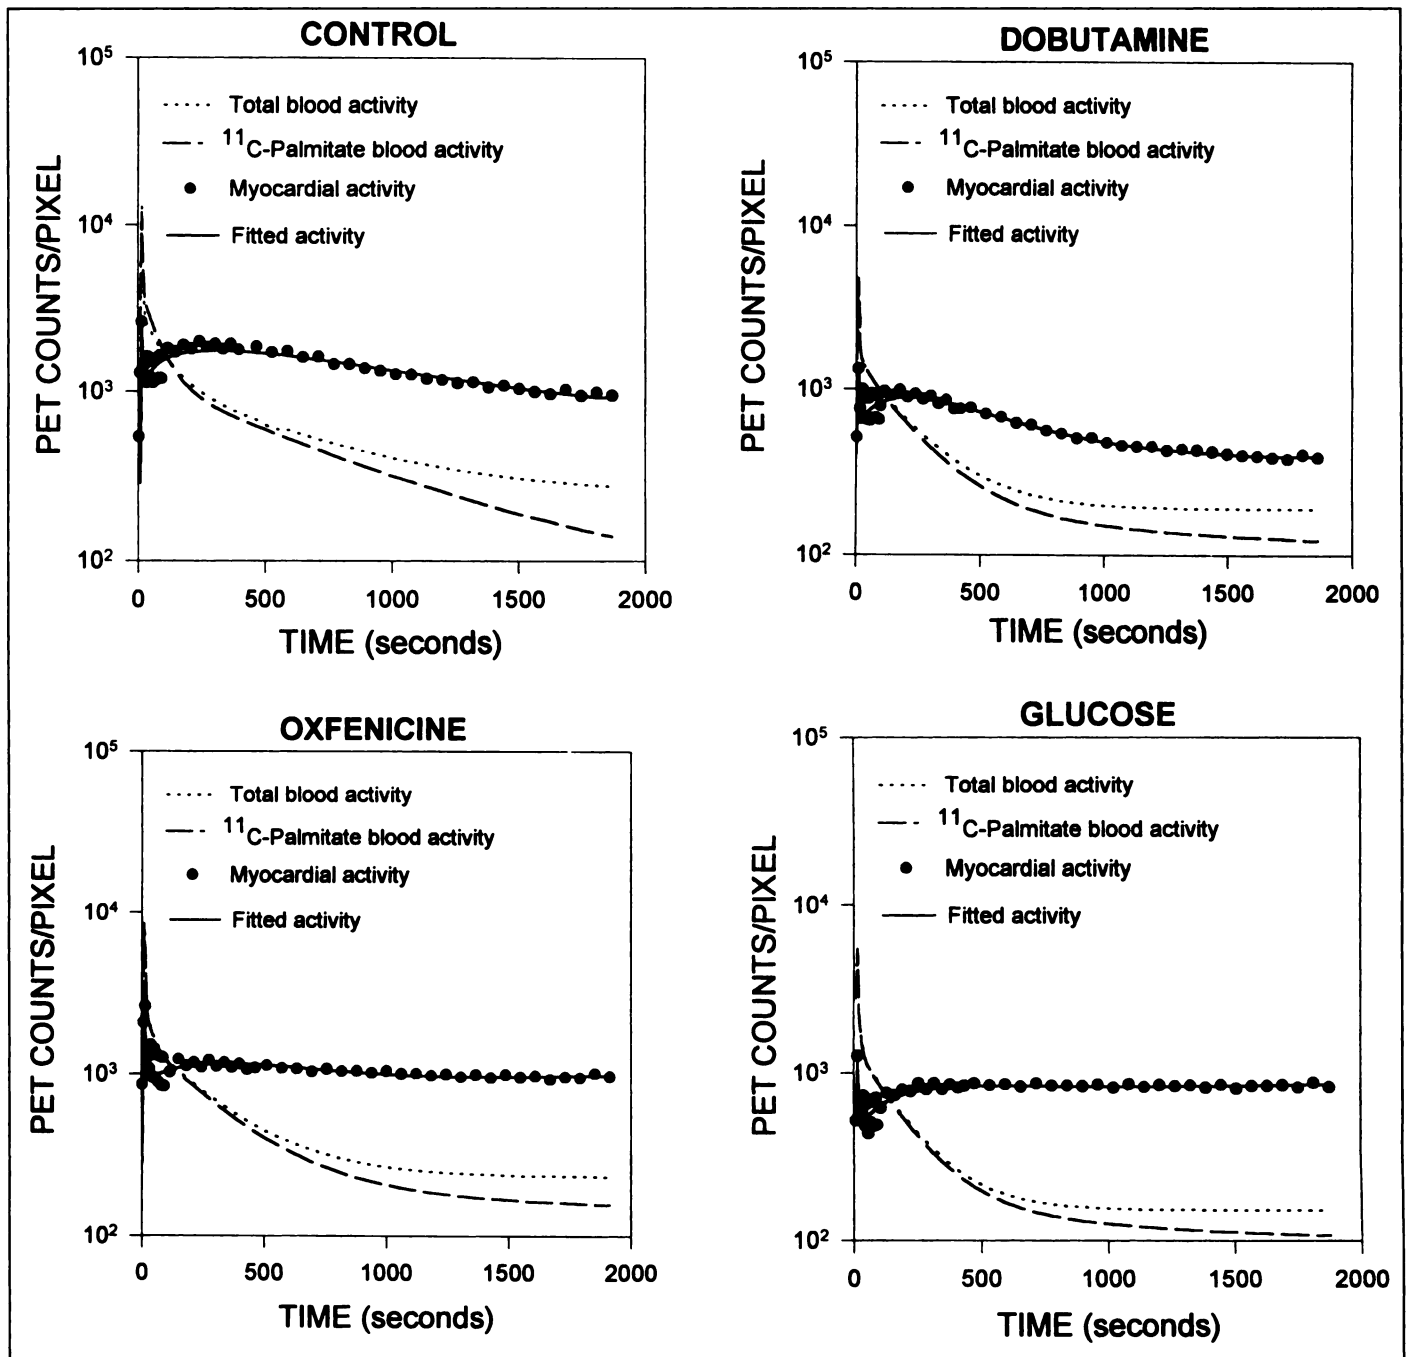 CONTROL
10⁵
10⁴
10³
10²
PET COUNTS/PIXEL
Total blood activity
¹¹C-Palmitate blood activity
Myocardial activity
Fitted activity
0 500 1000 1500 2000
TIME (seconds)
DOBUTAMINE
10⁵
10⁴
10³
10²
PET COUNTS/PIXEL
Total blood activity
¹¹C-Palmitate blood activity
Myocardial activity
Fitted activity
0 500 1000 1500 2000
TIME (seconds)
OXFENICINE
10⁵
10⁴
10³
10²
PET COUNTS/PIXEL
Total blood activity
¹¹C-Palmitate blood activity
Myocardial activity
Fitted activity
0 500 1000 1500 2000
TIME (seconds)
GLUCOSE
10⁵
10⁴
10³
10²
PET COUNTS/PIXEL
Total blood activity
¹¹C-Palmitate blood activity
Myocardial activity
Fitted activity
0 500 1000 1500 2000
TIME (seconds)